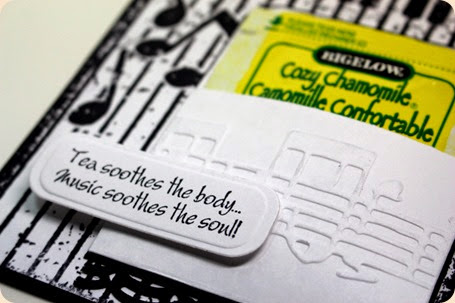 BIGELOW®
Cozy Chamomile®
Camomille Confortable
Tea soothes the body...
Music soothes the soul!